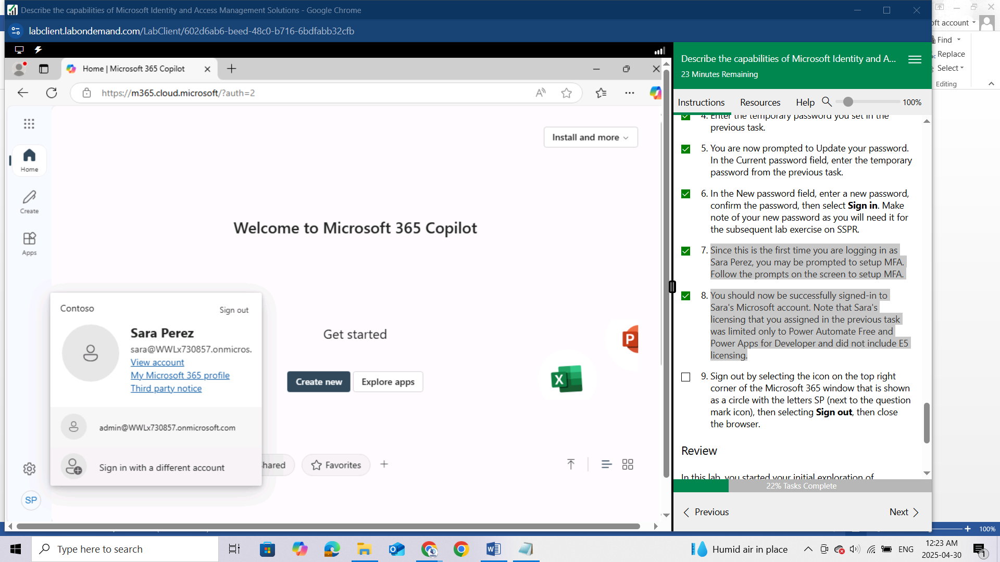 Describe the capabilities of Microsoft Identity and Access Management Solutions - Google Chrome
labclient.labondemand.com/LabClient/602d6ab6-beed-48c0-b716-6bdfabb32cfb
oft account
Find
Replace
Select
Editing
Home | Microsoft 365 Copilot
https://m365.cloud.microsoft/?auth=2
Home
Create
Apps
Install and more
Welcome to Microsoft 365 Copilot
Get started
Create new
Explore apps
Contoso
Sign out
Sara Perez
sara@WWLx730857.onmicros.
View account
My Microsoft 365 profile
Third party notice
admin@WWLx730857.onmicrosoft.com
Sign in with a different account
hared
Favorites
SP
P
X
Describe the capabilities of Microsoft Identity and A...
23 Minutes Remaining
Instructions
Resources
Help
100%
4. Enter the temporary password you set in the
previous task.
5. You are now prompted to Update your password.
In the Current password field, enter the temporary
password from the previous task.
6. In the New password field, enter a new password,
confirm the password, then select Sign in. Make
note of your new password as you will need it for
the subsequent lab exercise on SSPR.
7. Since this is the first time you are logging in as
Sara Perez, you may be prompted to setup MFA.
Follow the prompts on the screen to setup MFA.
8. You should now be successfully signed-in to
Sara's Microsoft account. Note that Sara's
licensing that you assigned in the previous task
was limited only to Power Automate Free and
Power Apps for Developer and did not include E5
licensing.
9. Sign out by selecting the icon on the top right
corner of the Microsoft 365 window that is shown
as a circle with the letters SP (next to the question
mark icon), then selecting Sign out, then close
the browser.
Review
In this lab, you started your initial exploration of
22% Tasks Complete
Previous
Next
100%
Type here to search
Humid air in place
ENG
12:23 AM
2025-04-30
1